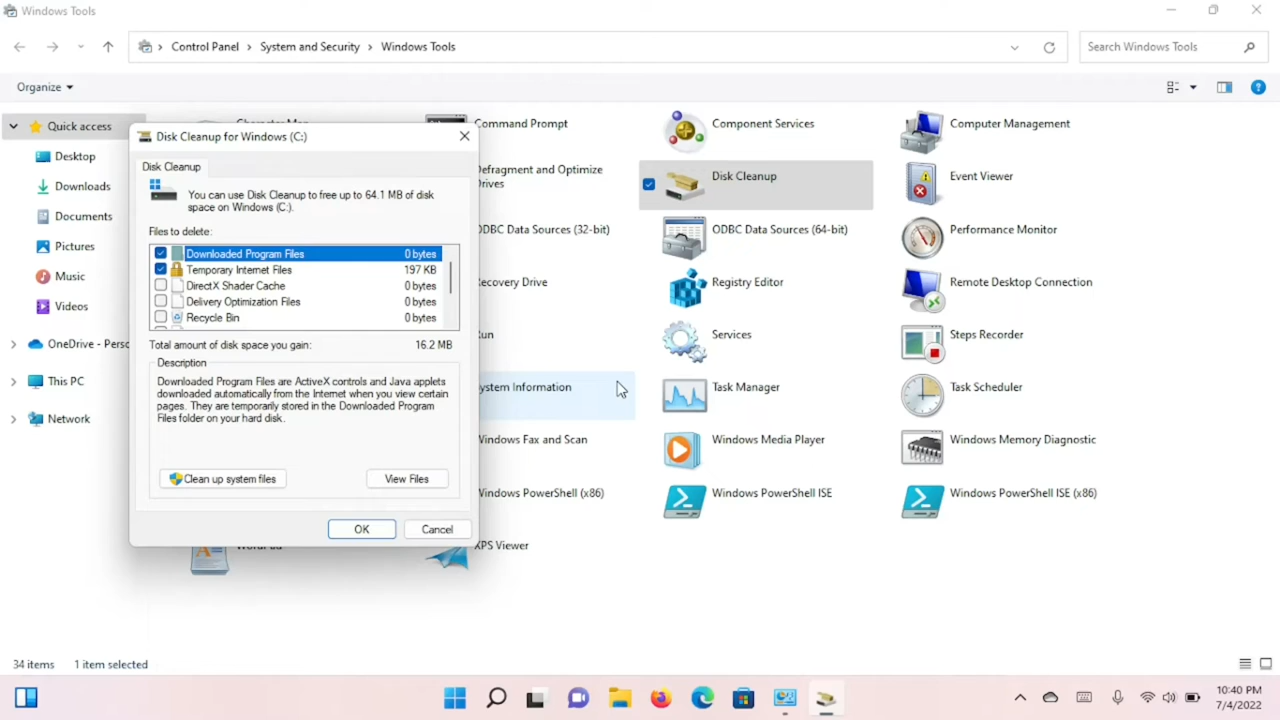 Windows Tools
Control Panel
System and Security
Windows Tools
Search Windows Tools
Organize
Quick access
Desktop
Downloads
Documents
Pictures
Music
Videos
OneDrive - Perso
This PC
Network
Disk Cleanup for Windows (C:)
Disk Cleanup
You can use Disk Cleanup to free up to 64.1 MB of disk
space on Windows (C:).
Files to delete:
Downloaded Program Files 0 bytes
Temporary Internet Files 197 KB
DirectX Shader Cache 0 bytes
Delivery Optimization Files 0 bytes
Recycle Bin 0 bytes
Total amount of disk space you gain: 16.2 MB
Description
Downloaded Program Files are ActiveX controls and Java applets
downloaded automatically from the Internet when you view certain
pages. They are temporarily stored in the Downloaded Program
Files folder on your hard disk.
Clean up system files
View Files
OK
Cancel
Command Prompt
Component Services
Computer Management
Defragment and Optimize
Drives
Disk Cleanup
Event Viewer
ODBC Data Sources (32-bit)
ODBC Data Sources (64-bit)
Performance Monitor
Recovery Drive
Registry Editor
Remote Desktop Connection
Run
Services
Steps Recorder
System Information
Task Manager
Task Scheduler
Windows Fax and Scan
Windows Media Player
Windows Memory Diagnostic
Windows PowerShell (x86)
Windows PowerShell ISE
Windows PowerShell ISE (x86)
XPS Viewer
34 items
1 item selected
10:40 PM
7/4/2022